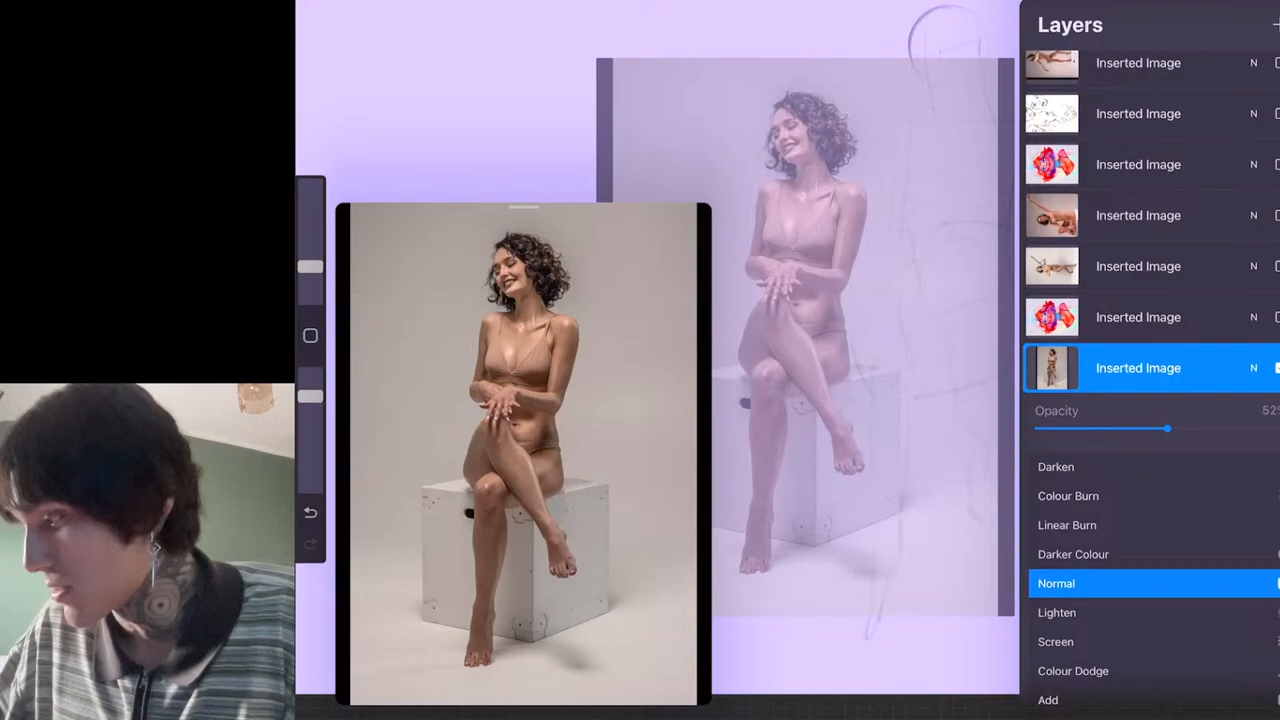 Layers
Inserted Image N
Inserted Image N
Inserted Image N
Inserted Image N
Inserted Image N
Inserted Image N
Inserted Image N
Opacity 52%
Darken
Colour Burn
Linear Burn
Darker Colour
Normal
Lighten
Screen
Colour Dodge
Add